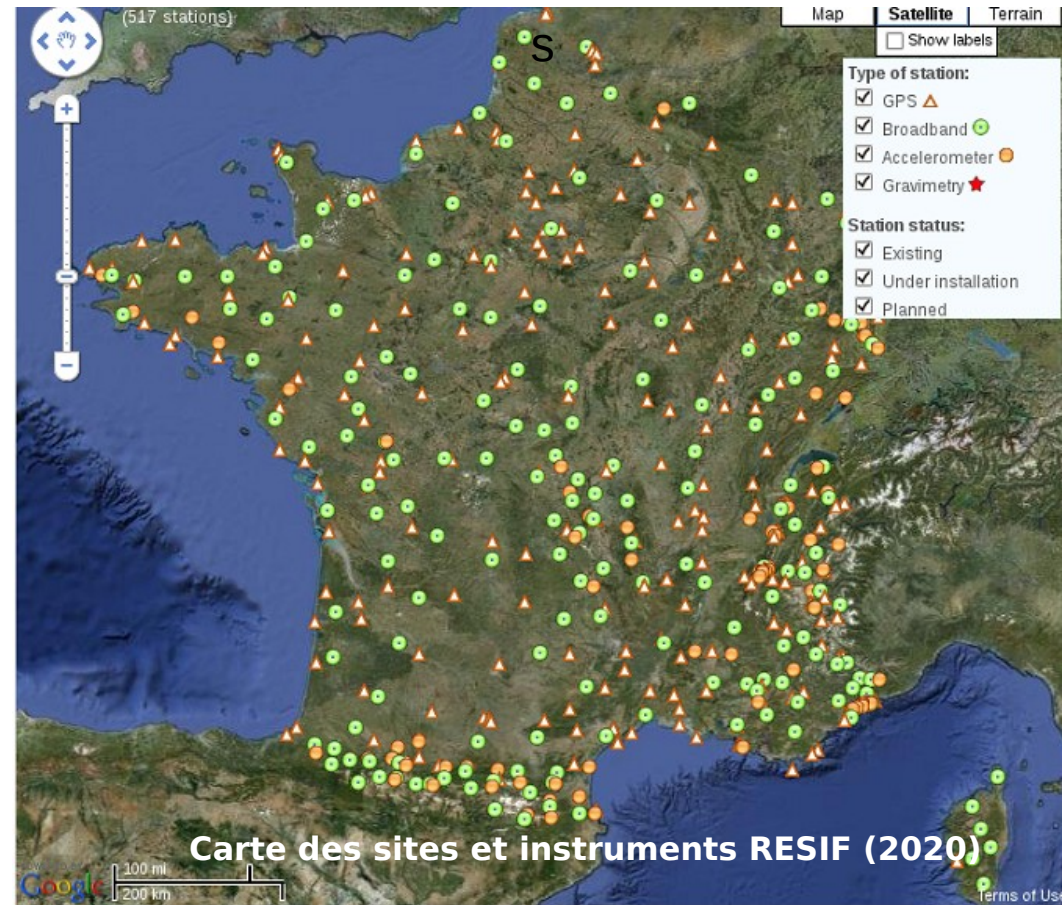 (517 stations)
S
Map
Satellite
Terrain
Show labels
Type of station:
GPS
Broadband
Accelerometer
Gravimetry
Station status:
Existing
Under installation
Planned
Carte des sites et instruments RESIF (2020)
Google
100 mi
200 km
Terms of Use